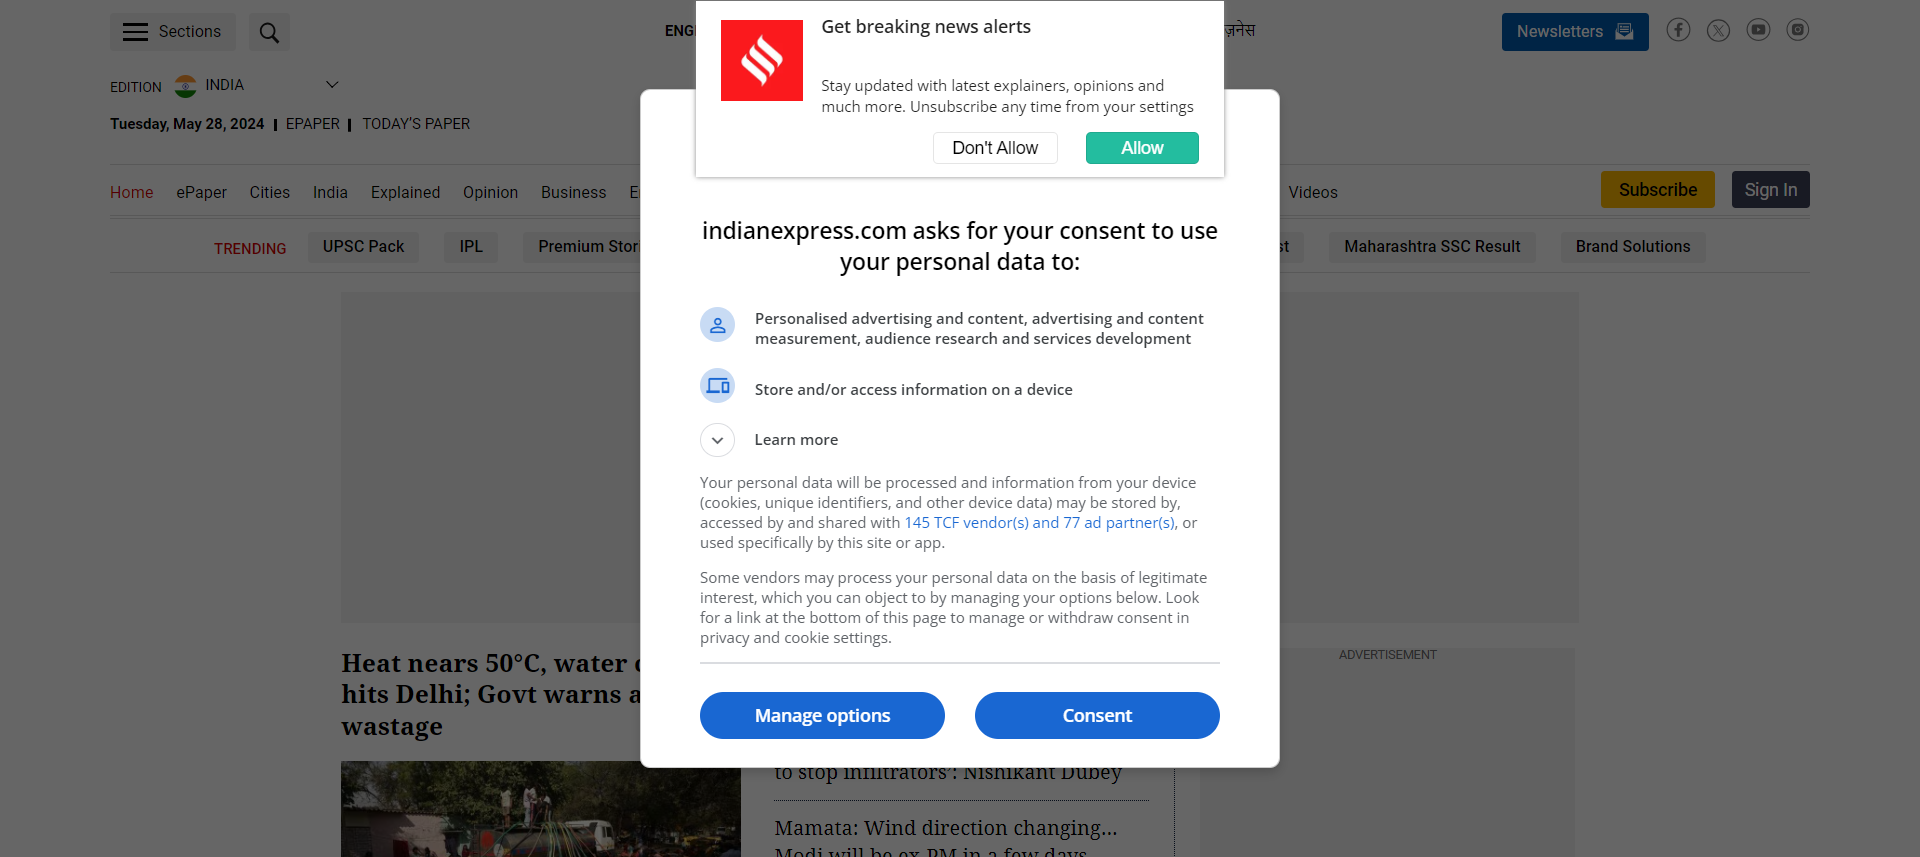 Sections
Newsletters
EDITION INDIA
Tuesday, May 28, 2024 EPAPER TODAY'S PAPER
Get breaking news alerts
Stay updated with latest explainers, opinions and
much more. Unsubscribe any time from your settings
Don't Allow Allow
Home ePaper Cities India Explained Opinion Business Videos Subscribe Sign In
TRENDING UPSC Pack IPL Premium Maharashtra SSC Result Brand Solutions
indianexpress.com asks for your consent to use
your personal data to:
Personalised advertising and content, advertising and content
measurement, audience research and services development
Store and/or access information on a device
Learn more
Your personal data will be processed and information from your device
(cookies, unique identifiers, and other device data) may be stored by,
accessed by and shared with 145 TCF vendor(s) and 77 ad partner(s), or
used specifically by this site or app.
Some vendors may process your personal data on the basis of legitimate
interest, which you can object to by managing your options below. Look
for a link at the bottom of this page to manage or withdraw consent in
privacy and cookie settings.
Manage options Consent
Heat nears 50°C, water
hits Delhi; Govt warns
wastage
ADVERTISEMENT
to stop infiltrators': Nishikant Dubey
Mamata: Wind direction changing...
Modi will be ex PM in a few days